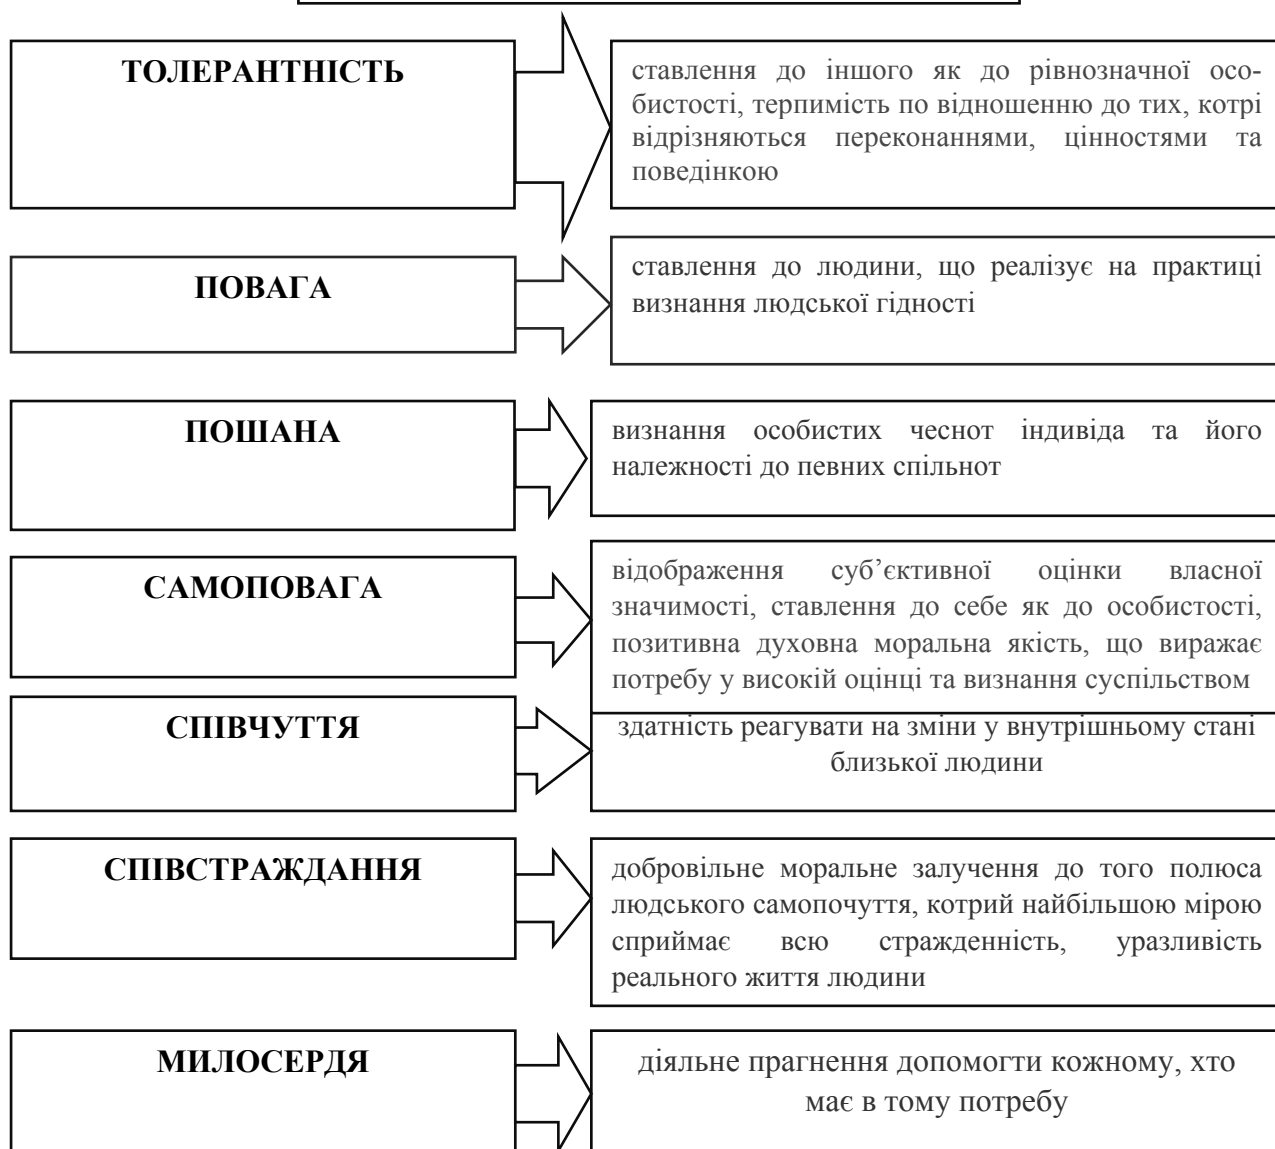 ТОЛЕРАНТНІСТЬ
ставлення до іншого як до рівнозначної осо-
бистості, терпимість по відношенню до тих, котрі
відрізняються переконаннями, цінностями та
поведінкою
ПОВАГА
ставлення до людини, що реалізує на практиці
визнання людської гідності
ПОШАНА
визнання особистих чеснот індивіда та його
належності до певних спільнот
САМОПОВАГА
відображення суб’єктивної оцінки власної
значимості, ставлення до себе як до особистості,
позитивна духовна моральна якість, що виражає
потребу у високій оцінці та визнання суспільством
СПІВЧУТТЯ
здатність реагувати на зміни у внутрішньому стані
близької людини
СПІВСТРАЖДАННЯ
добровільне моральне залучення до того полюса
людського самопочуття, котрий найбільшою мірою
сприймає всю стражденність, уразливість
реального життя людини
МИЛОСЕРДЯ
діяльне прагнення допомогти кожному, хто
має в тому потребу